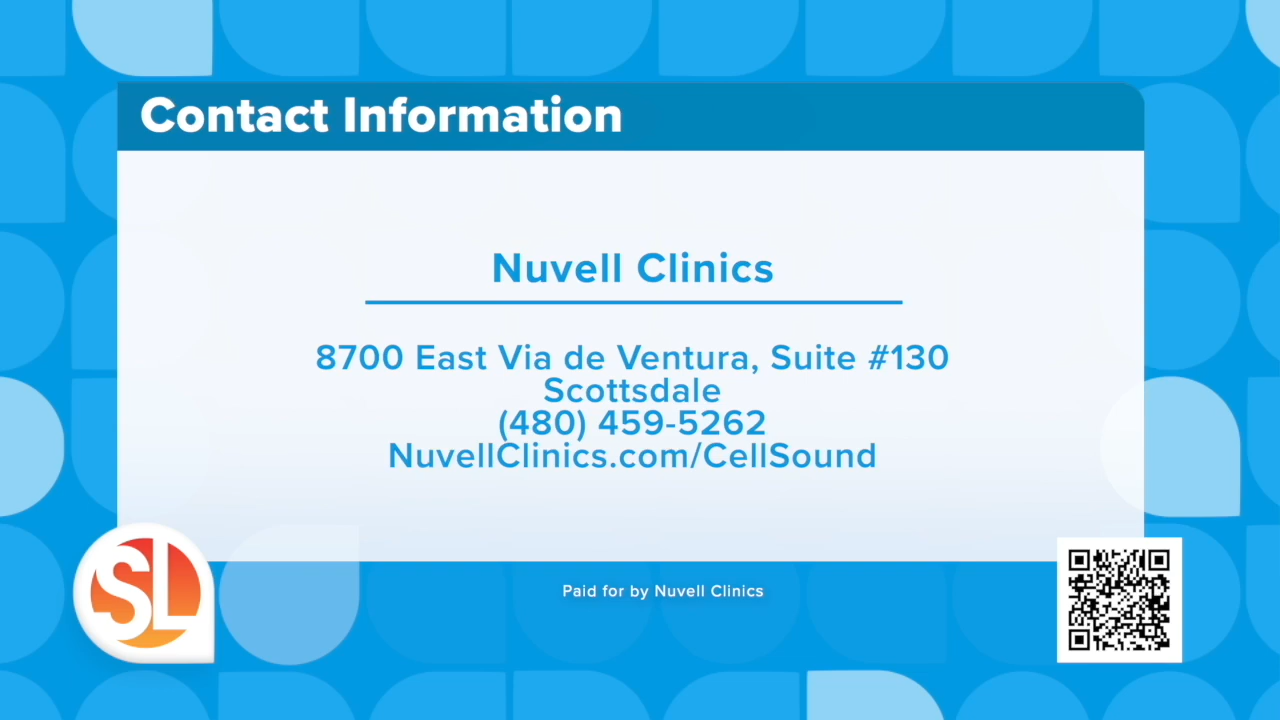 Contact Information
Nuvell Clinics
8700 East Via de Ventura, Suite #130
Scottsdale
(480) 459-5262
NuvellClinics.com/CellSound
SL
Paid for by Nuvell Clinics